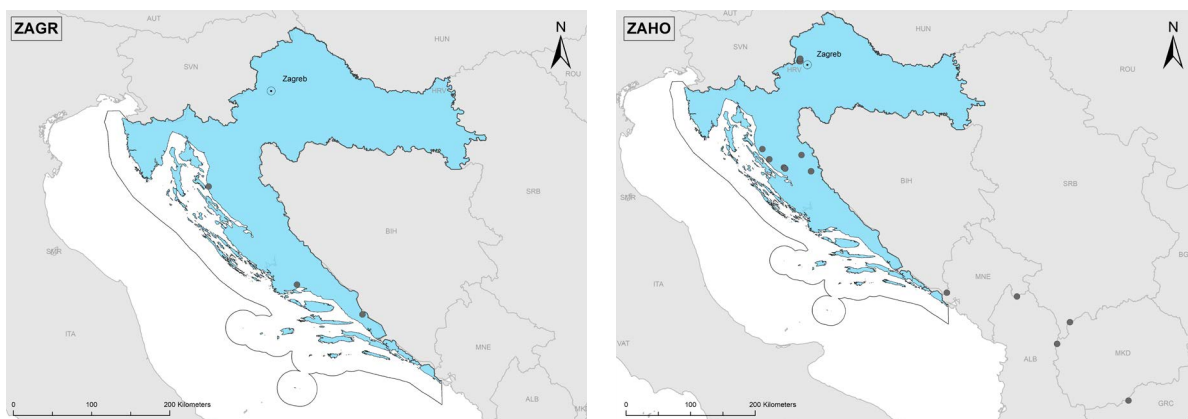 ZAGR
AUT
HUN
N
SVN
ROU
Zagreb
HRV
SRB
BIH
SMR
ITA
MNE
ALB
0 100 200 Kilometers
ZAHO
AUT
HUN
N
SVN
ROU
Zagreb
HRV
BIH
SRB
SMR
MNE
ITA
VAT
ALB
MKD
GRC
0 100 200 Kilometers